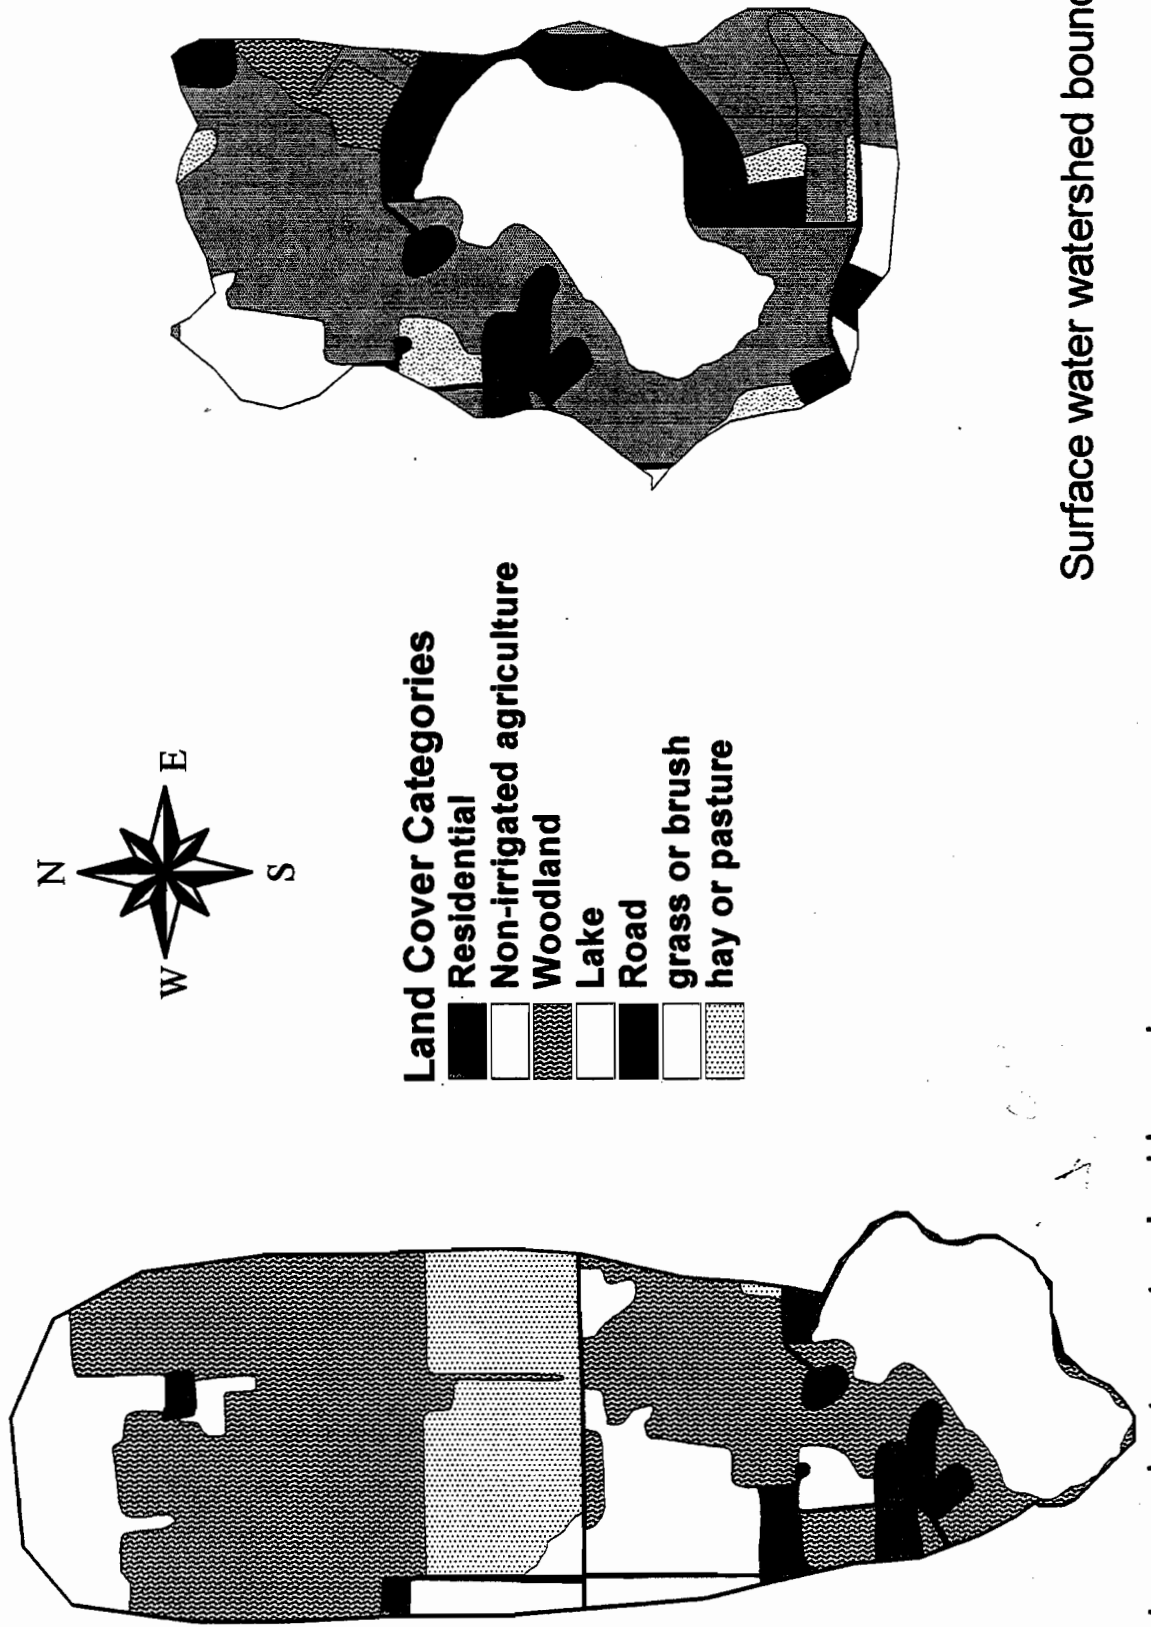 N
W
E
S
Land Cover Categories
Residential
Non-irrigated agriculture
Woodland
Lake
Road
grass or brush
hay or pasture
Surface water watershed